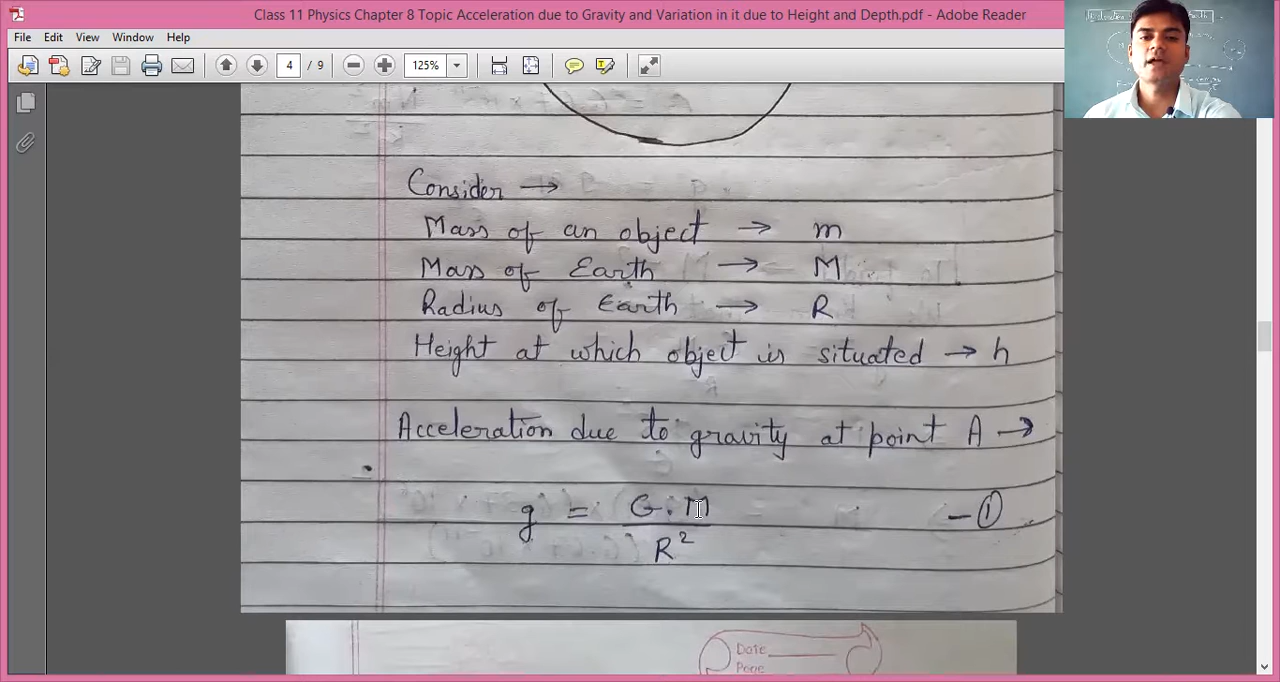 Class 11 Physics Chapter 8 Topic Acceleration due to Gravity and Variation in it due to Height and Depth.pdf - Adobe Reader
File Edit View Window Help
4 / 9 125%
Consider →
Mass of an object → m
Mass of Earth → M
Radius of Earth → R
Height at which object is situated → h
Acceleration due to gravity at point A →
g = G.M / R² - ①
Date
Page